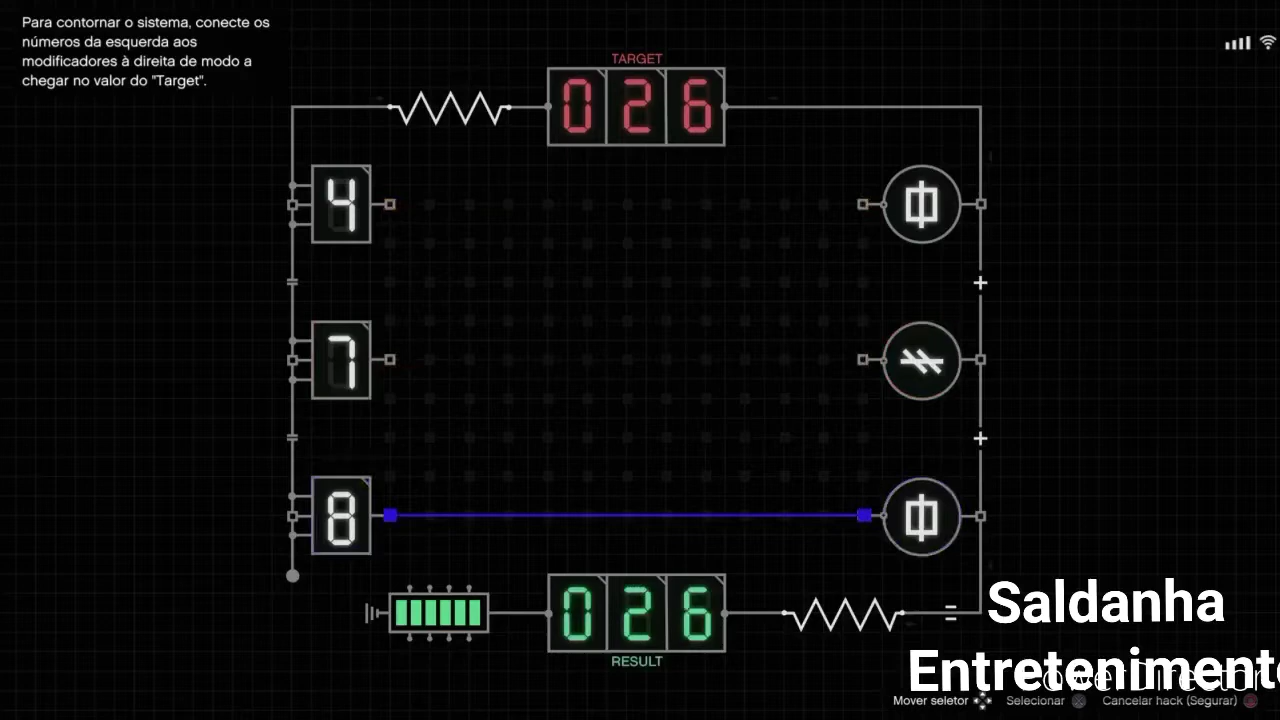 Para contornar o sistema, conecte os
números da esquerda aos
modificadores à direita de modo a
chegar no valor do "Target".
TARGET
026
4
7
+
8
+
026
=
RESULT
Saldanha
Entretenimento
Mover seletor Selecionar Cancelar hack (Segurar)